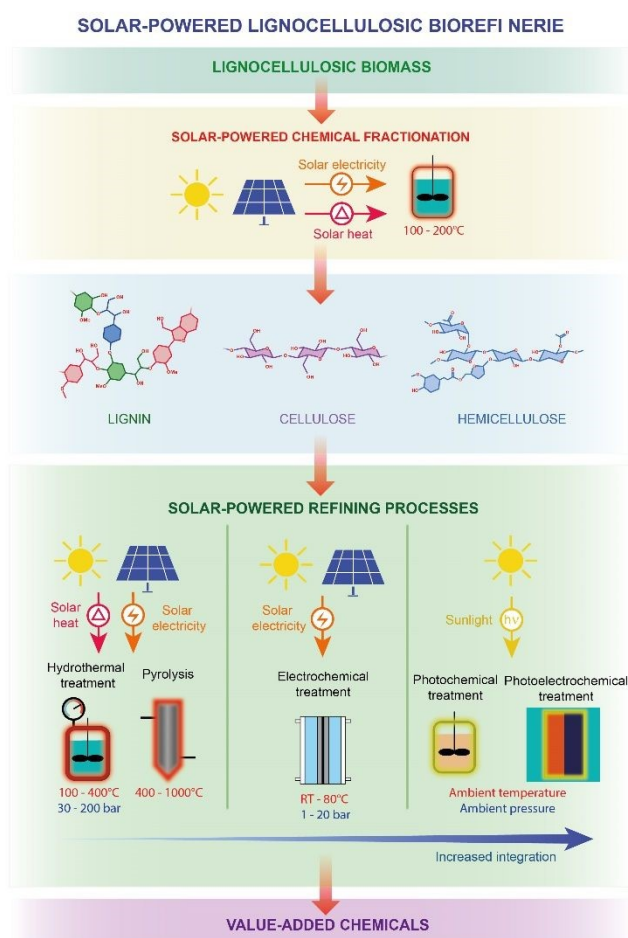 SOLAR-POWERED LIGNOCELLULOSIC BIOREFI NERIE
LIGNOCELLULOSIC BIOMASS
SOLAR-POWERED CHEMICAL FRACTIONATION
Solar electricity
Solar heat
100 - 200°C
LIGNIN
CELLULOSE
HEMICELLULOSE
SOLAR-POWERED REFINING PROCESSES
Solar
heat
Solar
electricity
Hydrothermal
treatment
Pyrolysis
100 - 400°C
30 - 200 bar
400 - 1000°C
Solar
electricity
Electrochemical
treatment
RT - 80°C
1 - 20 bar
Sunlight
hν
Photochemical
treatment
Photoelectrochemical
treatment
Ambient temperature
Ambient pressure
Increased integration
VALUE-ADDED CHEMICALS